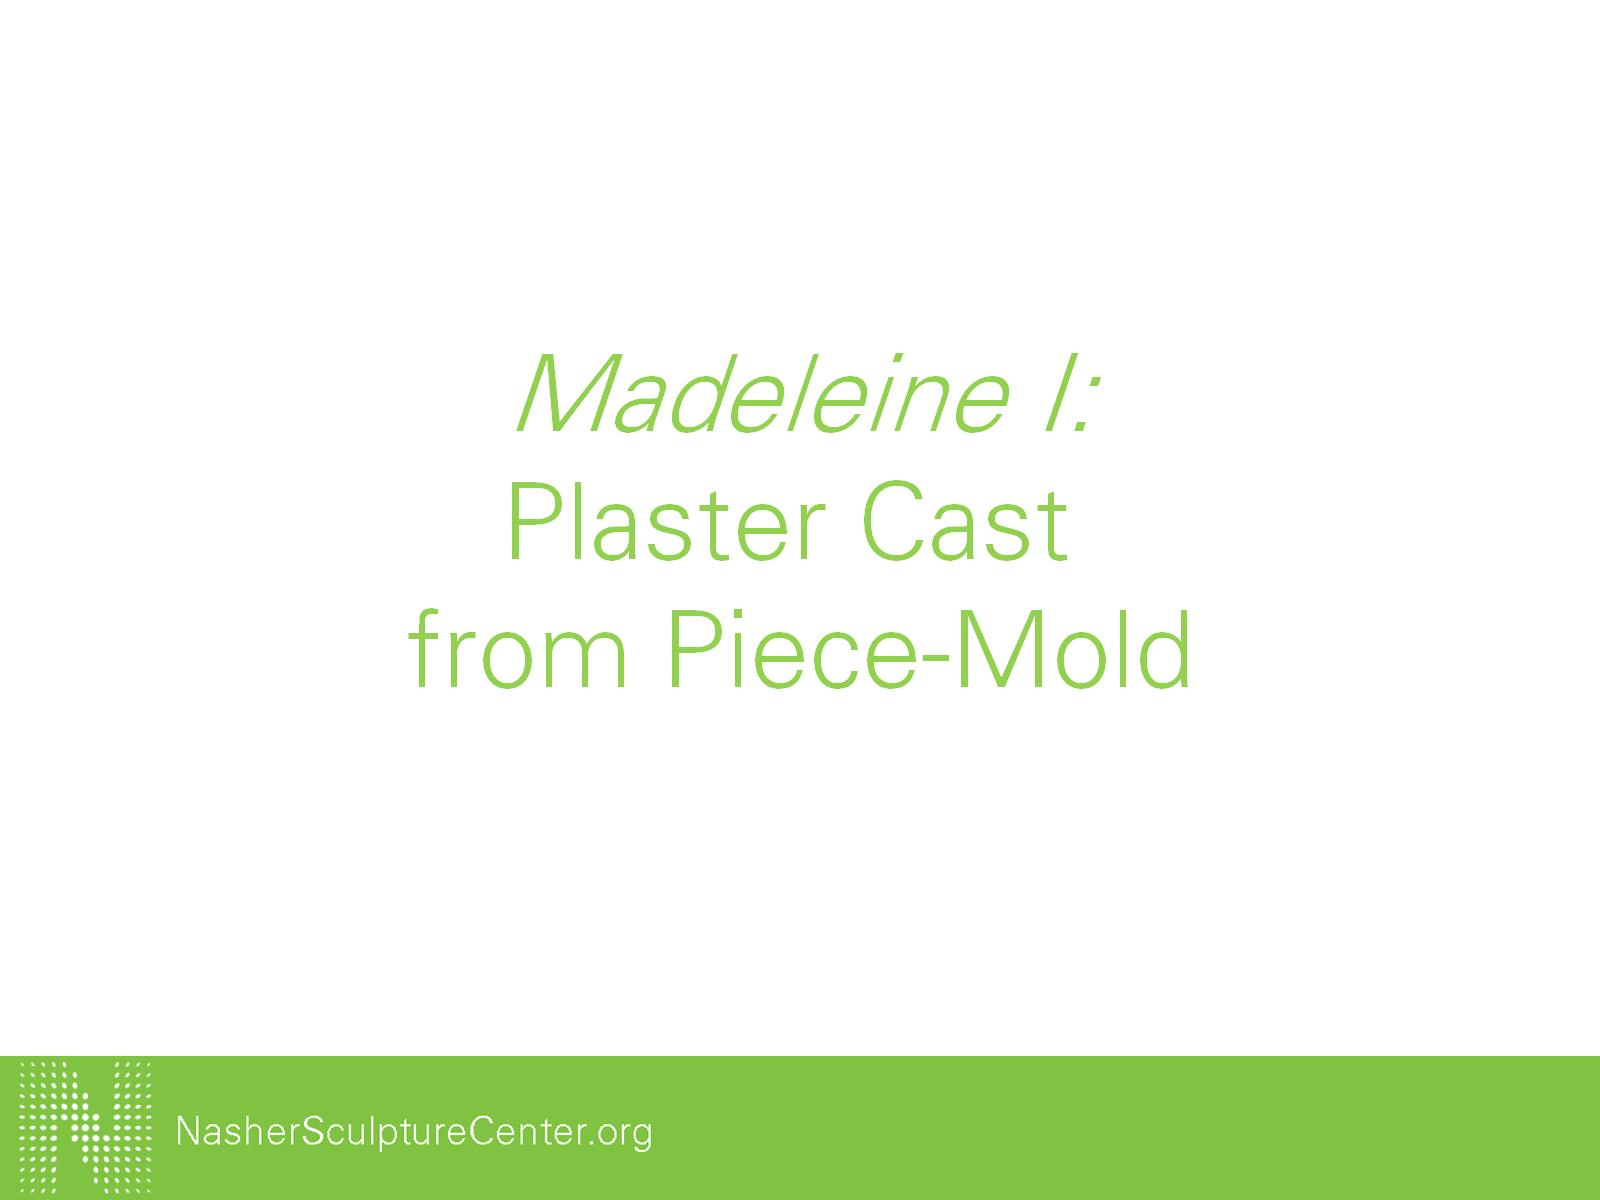 Madeleine I:
Plaster Cast
from Piece-Mold
NasherSculptureCenter.org